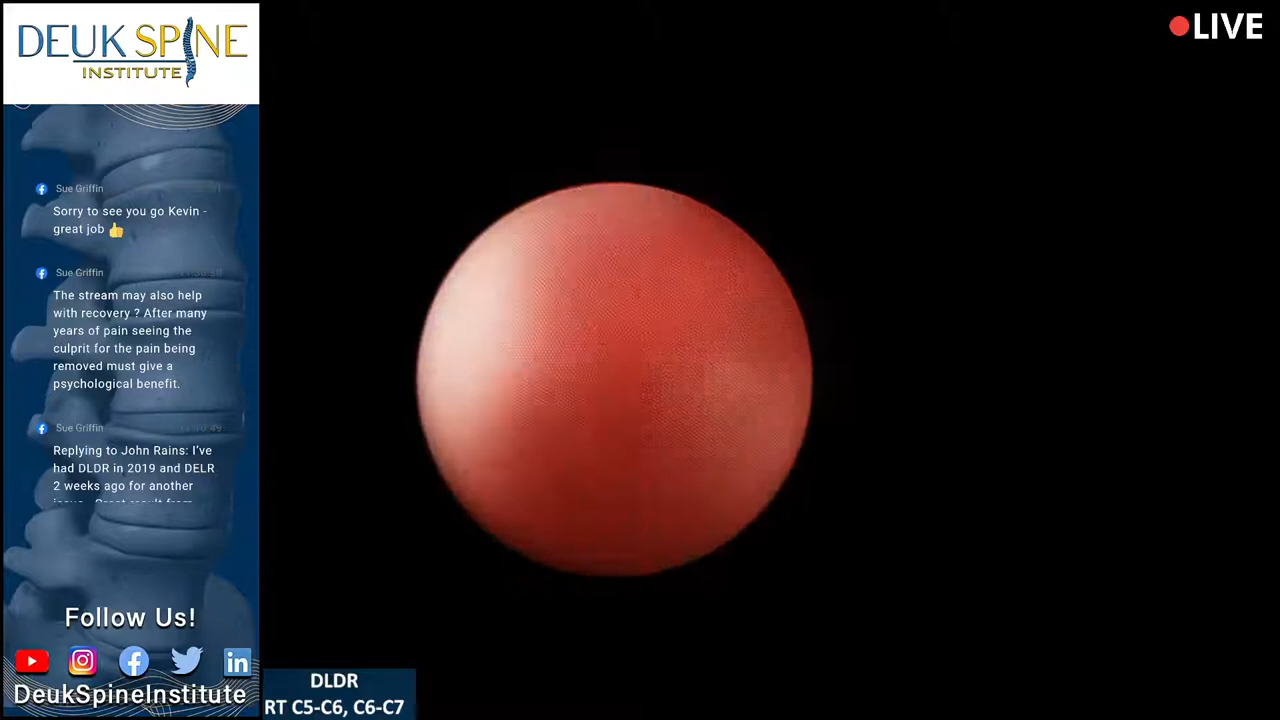 DEUK SPINE
INSTITUTE
LIVE
Sue Griffin
Sorry to see you go Kevin -
great job 👍
Sue Griffin
The stream may also help
with recovery ? After many
years of pain seeing the
culprit for the pain being
removed must give a
psychological benefit.
Sue Griffin
Replying to John Rains: I've
had DLDR in 2019 and DELR
2 weeks ago for another
Follow Us!
DeukSpineInstitute
DLDR
RT C5-C6, C6-C7